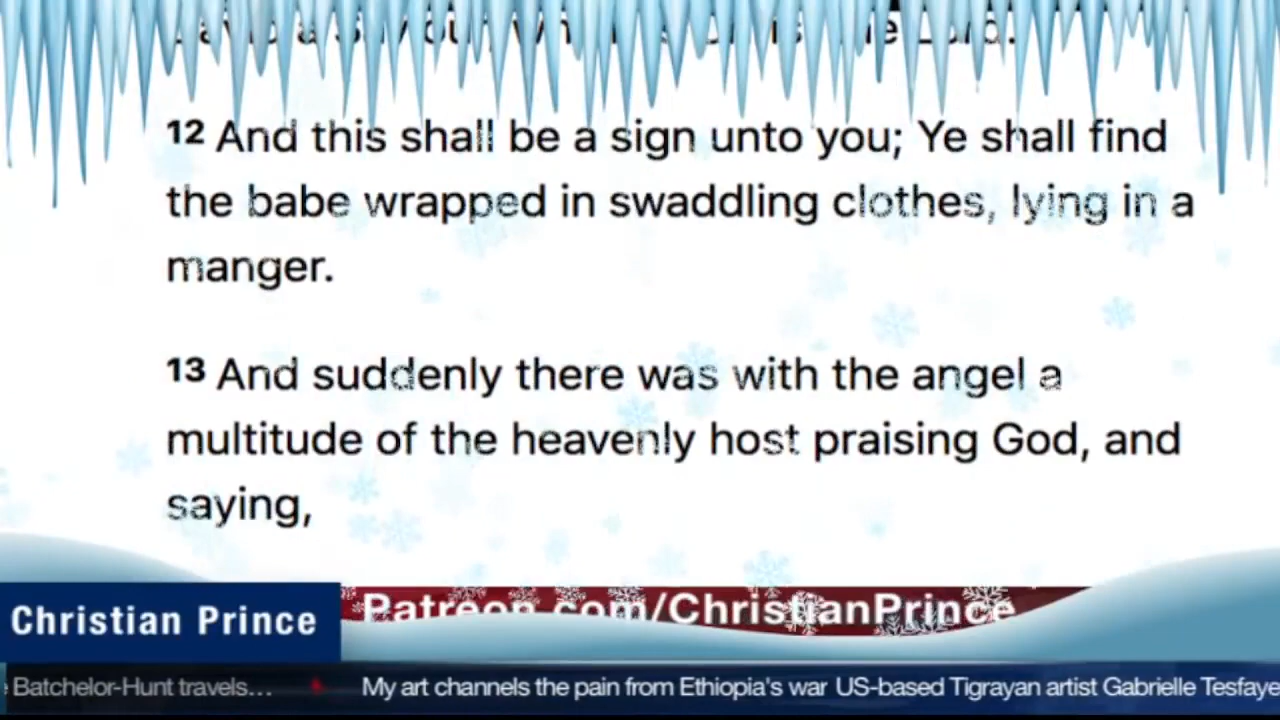 12 And this shall be a sign unto you; Ye shall find
the babe wrapped in swaddling clothes, lying in a
manger.
13 And suddenly there was with the angel a
multitude of the heavenly host praising God, and
saying,
Christian Prince
Patreon.com/ChristianPrince
Batchelor-Hunt travels...
My art channels the pain from Ethiopia's war US-based Tigrayan artist Gabrielle Tesfaye